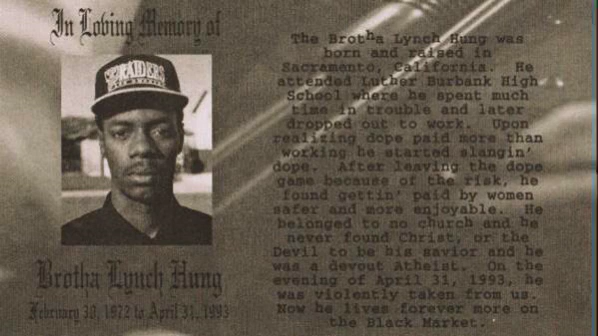 In Loving Memory of
RAIDERS
Brotha Lynch Hung
February 30, 1972 to April 31, 1993
The Brotha Lynch Hung was
born and raised in
Sacramento, California. He
attended Luther Burbank High
School where he spent much
time in trouble and later
dropped out to work. Upon
realizing dope paid more than
working he started slangin'
dope. After leaving the dope
game because of the risk, he
found gettin' paid by women
safer and more enjoyable. He
belonged to no church and he
never found Christ, or the
Devil to be his savior and he
was a devout Atheist. On the
evening of April 31, 1993, he
was violently taken from us.
Now he lives forever more on
the Black Market.